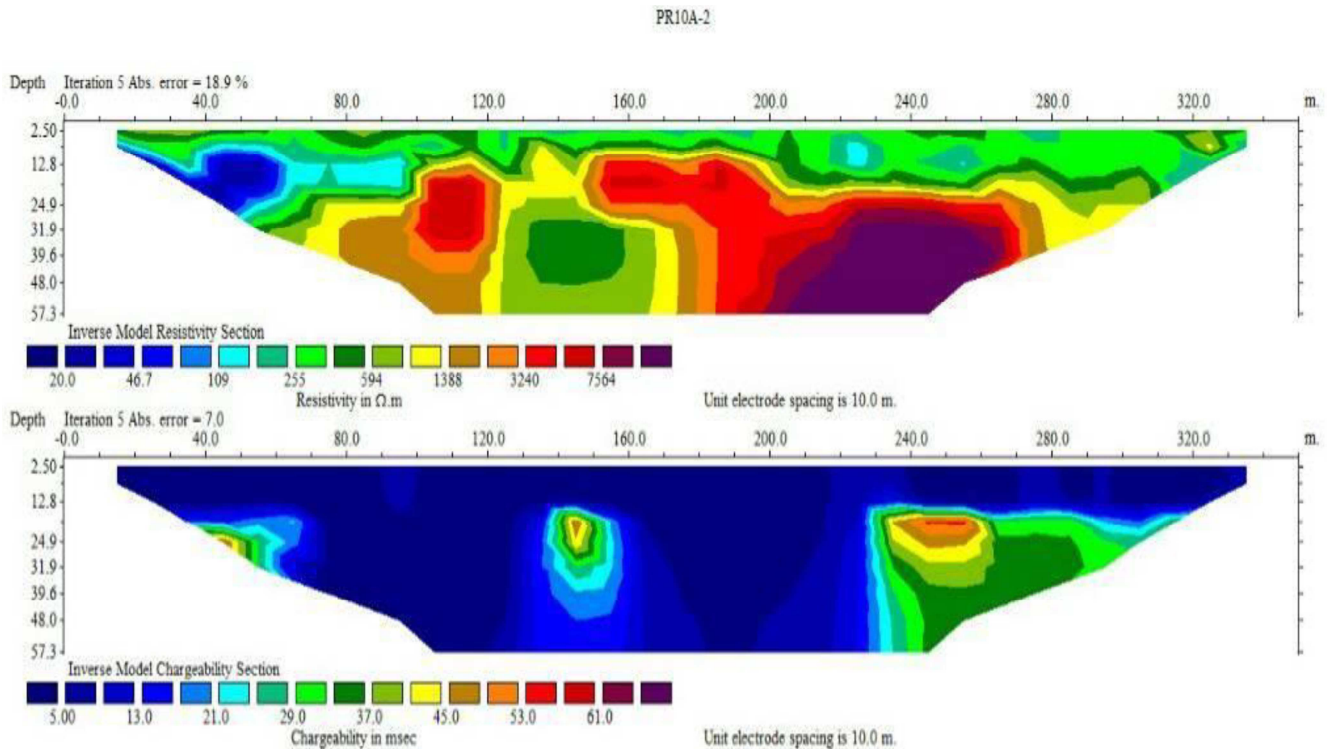 PR10A-2
Depth Iteration 5 Abs. error = 18.9 %
-0.0 40.0 80.0 120.0 160.0 200.0 240.0 280.0 320.0 m.
2.50
12.8
24.9
31.9
39.6
48.0
57.3
Inverse Model Resistivity Section
20.0 46.7 109 255 594 1388 3240 7564
Resistivity in Ω.m
Unit electrode spacing is 10.0 m.
Depth Iteration 5 Abs. error = 7.0
-0.0 40.0 80.0 120.0 160.0 200.0 240.0 280.0 320.0 m.
2.50
12.8
24.9
31.9
39.6
48.0
57.3
Inverse Model Chargeability Section
5.00 13.0 21.0 29.0 37.0 45.0 53.0 61.0
Chargeability in msec
Unit electrode spacing is 10.0 m.